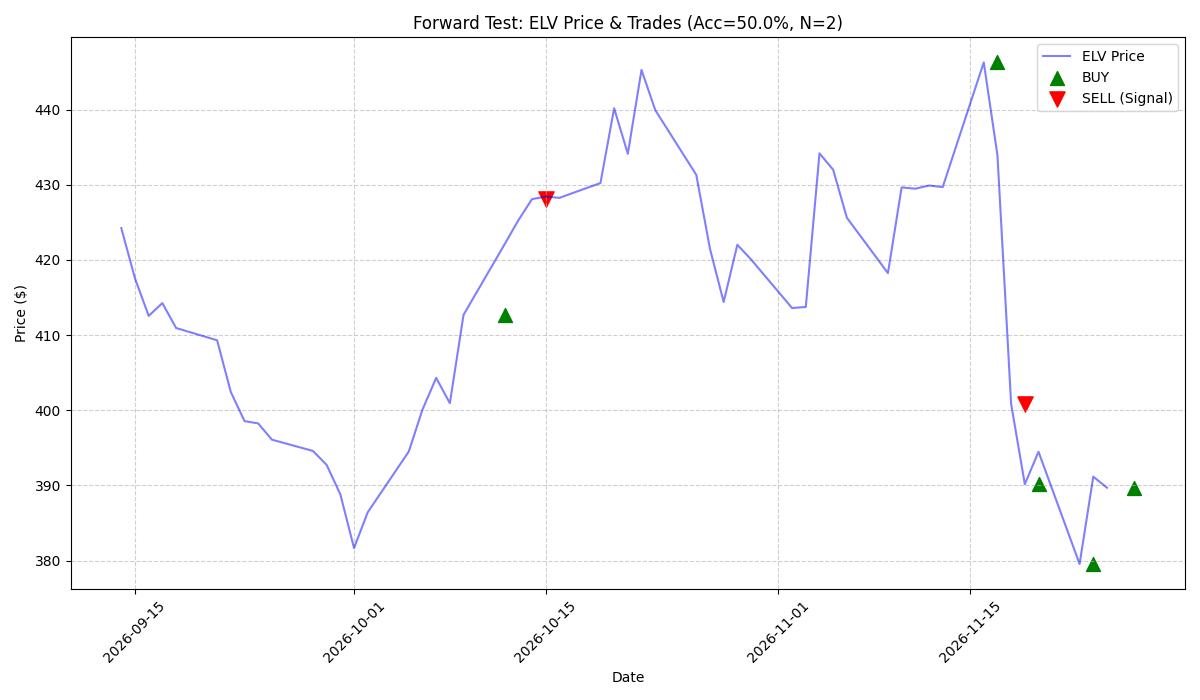 Forward Test: ELV Price & Trades (Acc=50.0%, N=2)
ELV Price
BUY
SELL (Signal)
Price ($)
440
430
420
410
400
390
380
2026-09-15
2026-10-01
2026-10-15
2026-11-01
2026-11-15
Date